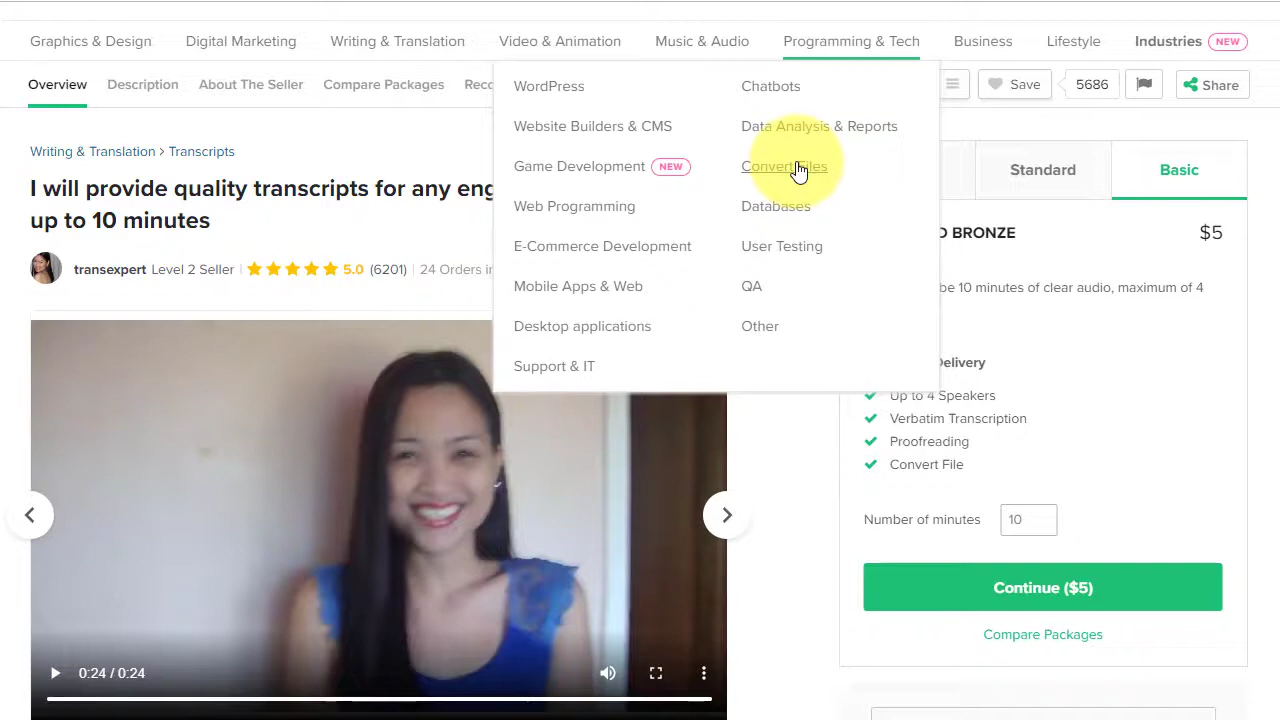 Graphics & Design Digital Marketing Writing & Translation Video & Animation Music & Audio Programming & Tech Business Lifestyle Industries NEW
Overview Description About The Seller Compare Packages Save 5686 Share
WordPress Chatbots
Website Builders & CMS Data Analysis & Reports
Game Development NEW Convert Files
Web Programming Databases
E-Commerce Development User Testing
Mobile Apps & Web QA
Desktop applications Other
Support & IT
Writing & Translation > Transcripts
I will provide quality transcripts for any
up to 10 minutes
transexpert Level 2 Seller 5.0 (6201) 24 Orders
0:24 / 0:24
Standard Basic
BRONZE $5
10 minutes of clear audio, maximum of 4
Delivery
Up to 4 Speakers
Verbatim Transcription
Proofreading
Convert File
Number of minutes 10
Continue ($5)
Compare Packages